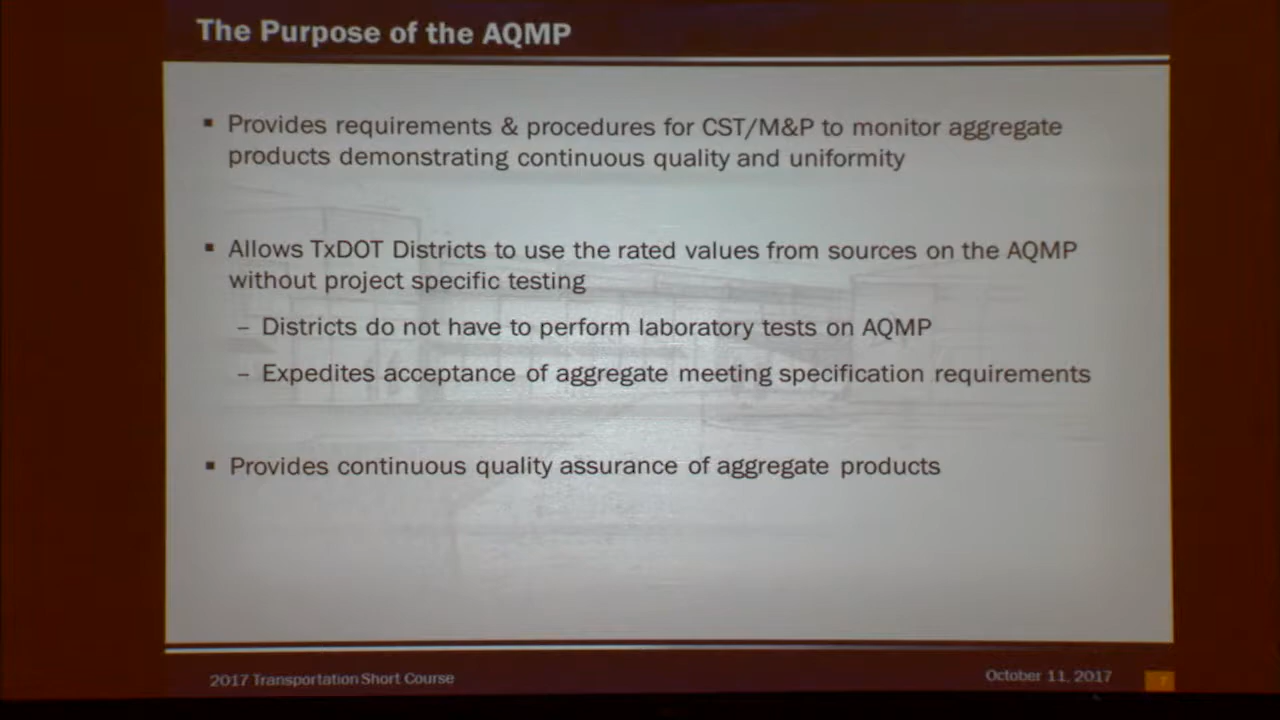 The Purpose of the AQMP
▪ Provides requirements & procedures for CST/M&P to monitor aggregate
products demonstrating continuous quality and uniformity
▪ Allows TxDOT Districts to use the rated values from sources on the AQMP
without project specific testing
– Districts do not have to perform laboratory tests on AQMP
– Expedites acceptance of aggregate meeting specification requirements
▪ Provides continuous quality assurance of aggregate products
2017 Transportation Short Course
October 11, 2017
7